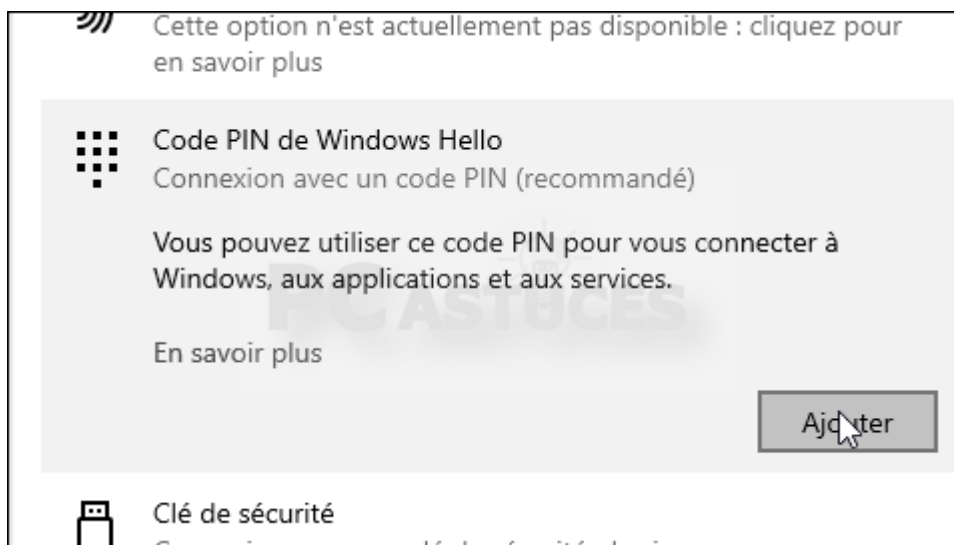 Cette option n'est actuellement pas disponible : cliquez pour
en savoir plus
Code PIN de Windows Hello
Connexion avec un code PIN (recommandé)
Vous pouvez utiliser ce code PIN pour vous connecter à
Windows, aux applications et aux services.
PC ASTUCES
En savoir plus
Ajouter
Clé de sécurité